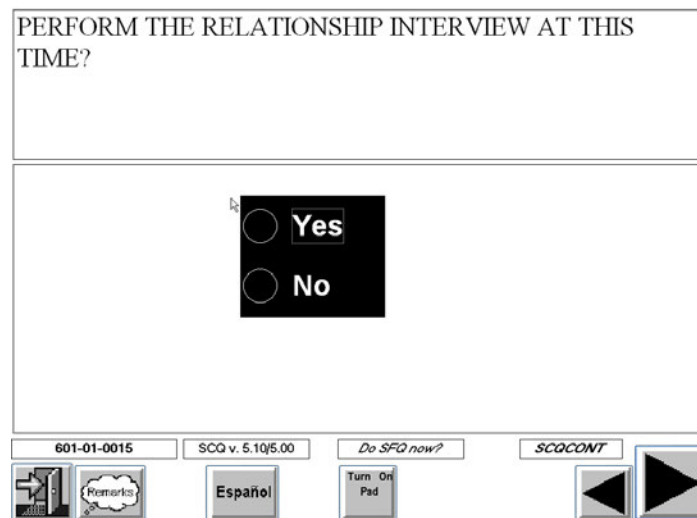 PERFORM THE RELATIONSHIP INTERVIEW AT THIS
TIME?
Yes
No
601-01-0015
SCQ v. 5.10/5.00
Do SFQ now?
SCQCONT
Remarks
Español
Turn On
Pad